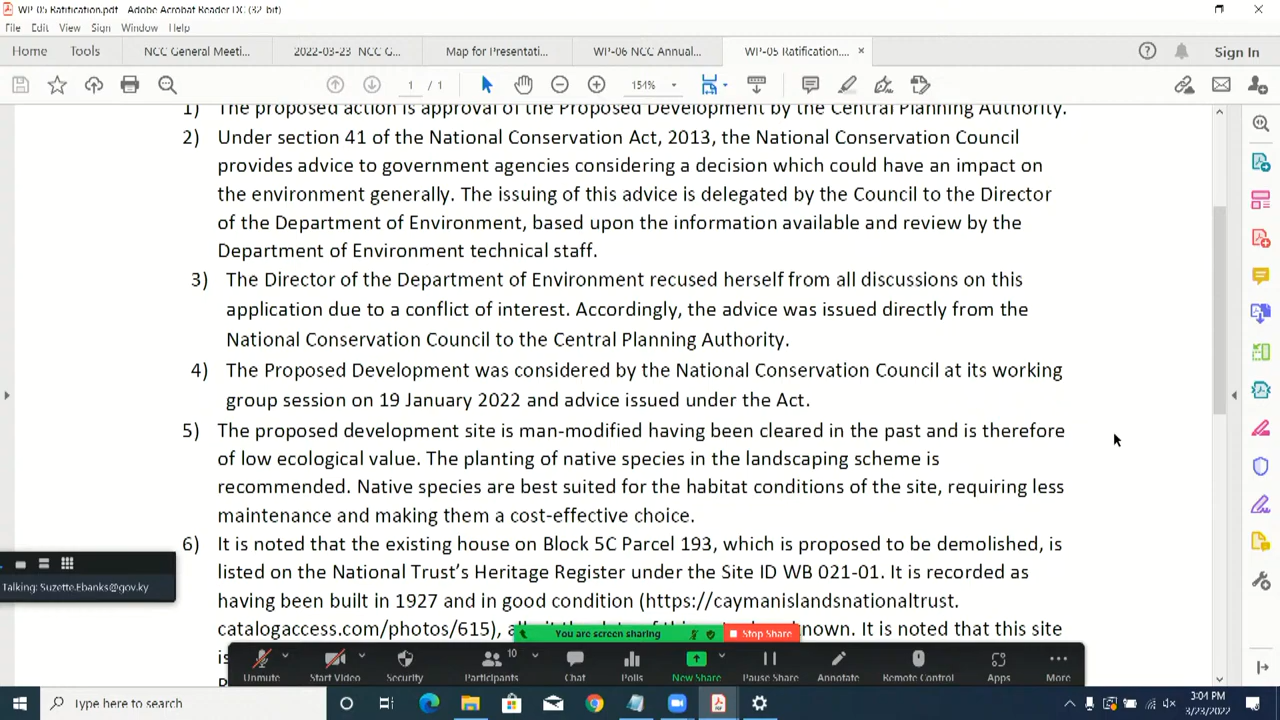 WP-05 Ratification.pdf - Adobe Acrobat Reader DC (32-bit)
File Edit View Sign Window Help
Home Tools NCC General Meeti... 2022-03-23 NCC G... Map for Presentati... WP-06 NCC Annual... WP-05 Ratification.... × Sign In
1 / 1 154%
1) The proposed action is approval of the Proposed Development by the Central Planning Authority.
2) Under section 41 of the National Conservation Act, 2013, the National Conservation Council
provides advice to government agencies considering a decision which could have an impact on
the environment generally. The issuing of this advice is delegated by the Council to the Director
of the Department of Environment, based upon the information available and review by the
Department of Environment technical staff.
3) The Director of the Department of Environment recused herself from all discussions on this
application due to a conflict of interest. Accordingly, the advice was issued directly from the
National Conservation Council to the Central Planning Authority.
4) The Proposed Development was considered by the National Conservation Council at its working
group session on 19 January 2022 and advice issued under the Act.
5) The proposed development site is man-modified having been cleared in the past and is therefore
of low ecological value. The planting of native species in the landscaping scheme is
recommended. Native species are best suited for the habitat conditions of the site, requiring less
maintenance and making them a cost-effective choice.
6) It is noted that the existing house on Block 5C Parcel 193, which is proposed to be demolished, is
listed on the National Trust's Heritage Register under the Site ID WB 021-01. It is recorded as
Talking: Suzette.Ebanks@gov.ky
having been built in 1927 and in good condition (https://caymanislandsnationaltrust.
catalogaccess.com/photos/615), nown. It is noted that this site
You are screen sharing Stop Share
10
Unmute Start Video Security Participants Chat Polls New Share Pause Share Annotate Remote Control Apps More
Type here to search
3:04 PM
3/23/2022